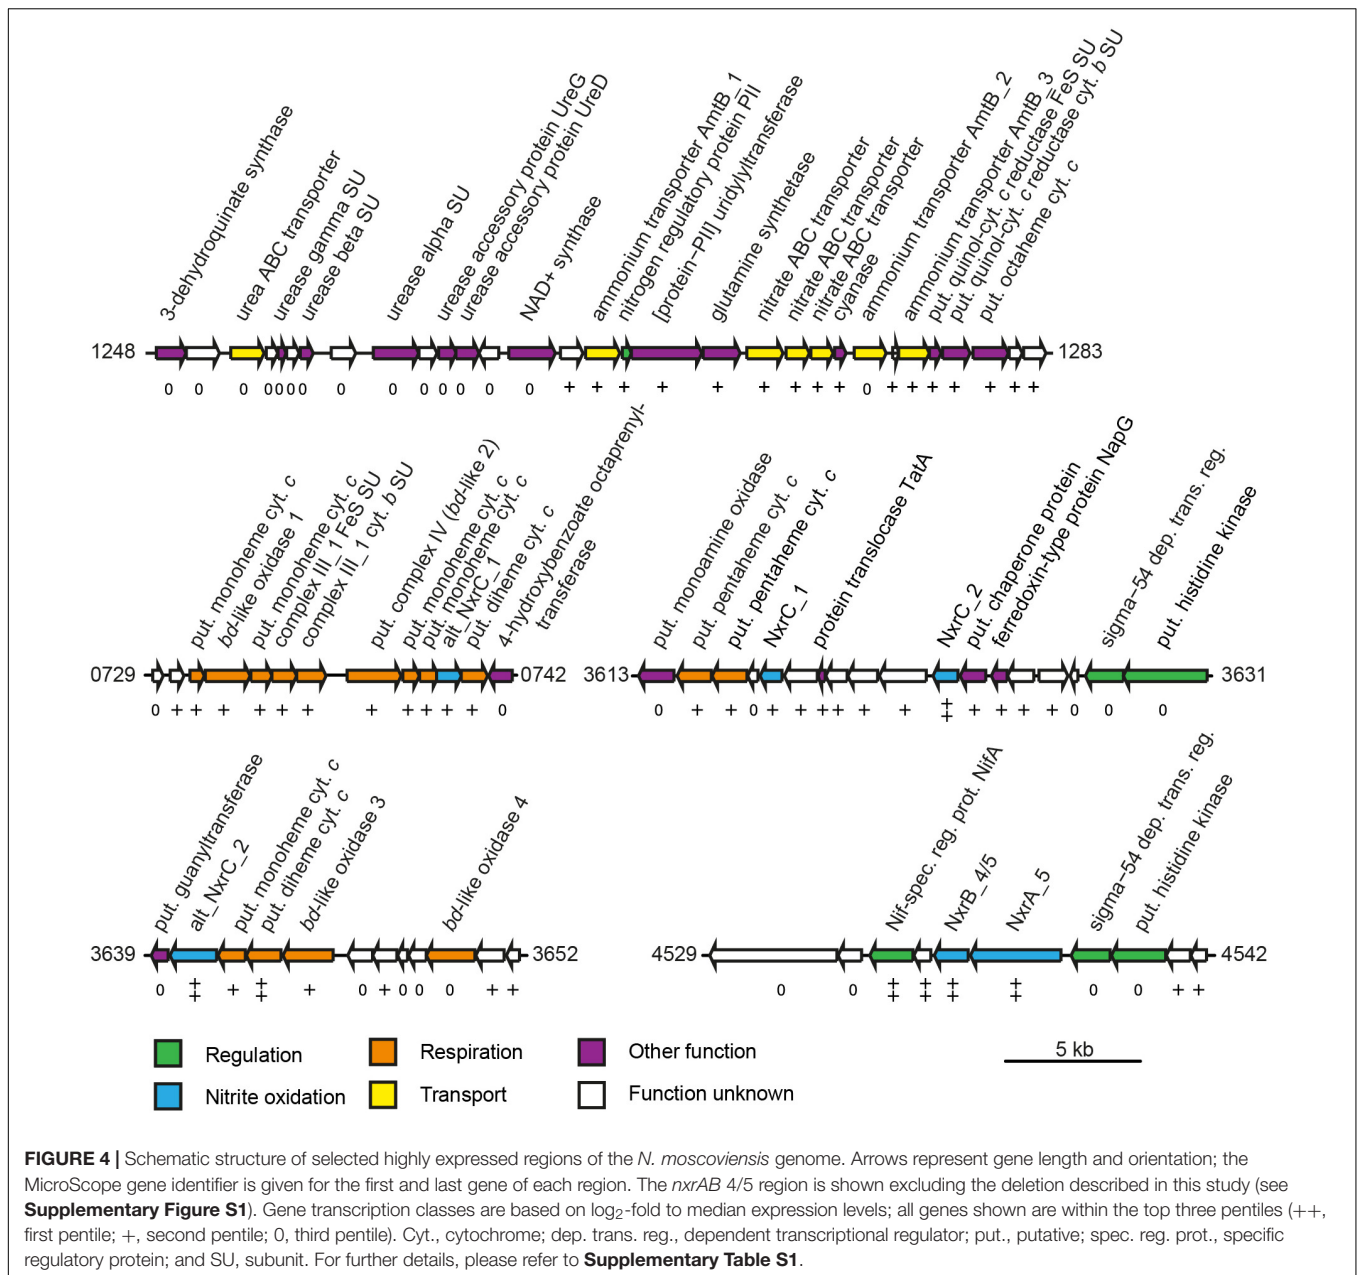 3-dehydroquinate synthase
urea ABC transporter
urease gamma SU
urease beta SU
urease alpha SU
urease accessory protein UreG
urease accessory protein UreD
NAD+ synthase
ammonium transporter AmtB_1
nitrogen regulatory protein PII
[protein−PII] uridylyltransferase
glutamine synthetase
nitrate ABC transporter
nitrate ABC transporter
nitrate ABC transporter
cyanase
ammonium transporter AmtB_2
ammonium transporter AmtB_3
put. quinol-cyt. c reductase FeS SU
put. quinol-cyt. c reductase cyt. b SU
put. octaheme cyt. c
1248
1283
0 0 0 0 0 0 0 0 0 0 0 0 0 + + + + + + + + + 0 + + + + + + +
put. monoheme cyt. c
bd-like oxidase 1
put. monoheme cyt. c
complex III_1 FeS SU
complex III_1 cyt. b SU
put. complex IV (bd-like 2)
put. monoheme cyt. c
put. monoheme cyt. c
alt_NxrC_1
put. diheme cyt. c
4-hydroxybenzoate octaprenyl-
transferase
0729
0742
0 + + + + + + + + + + + 0
put. monoamine oxidase
put. pentaheme cyt. c
put. pentaheme cyt. c
NxrC_1
protein translocase TatA
NxrC_2
put. chaperone protein
ferredoxin-type protein NapG
sigma−54 dep. trans. reg.
put. histidine kinase
3613
3631
0 + + 0 + + + + + + ++ + + + + 0 0 0
put. guanyltransferase
alt_NxrC_2
put. monoheme cyt. c
put. diheme cyt. c
bd-like oxidase 3
bd-like oxidase 4
3639
3652
0 ++ + ++ + 0 + 0 0 0 + +
Nif-spec. reg. prot. NifA
NxrB_4/5
NxrA_5
sigma−54 dep. trans. reg.
put. histidine kinase
4529
4542
0 0 ++ ++ ++ ++ 0 0 + +
Regulation
Respiration
Other function
Nitrite oxidation
Transport
Function unknown
5 kb
FIGURE 4 | Schematic structure of selected highly expressed regions of the N. moscoviensis genome. Arrows represent gene length and orientation; the
MicroScope gene identifier is given for the first and last gene of each region. The nxrAB 4/5 region is shown excluding the deletion described in this study (see
Supplementary Figure S1). Gene transcription classes are based on log2-fold to median expression levels; all genes shown are within the top three pentiles (++,
first pentile; +, second pentile; 0, third pentile). Cyt., cytochrome; dep. trans. reg., dependent transcriptional regulator; put., putative; spec. reg. prot., specific
regulatory protein; and SU, subunit. For further details, please refer to Supplementary Table S1.